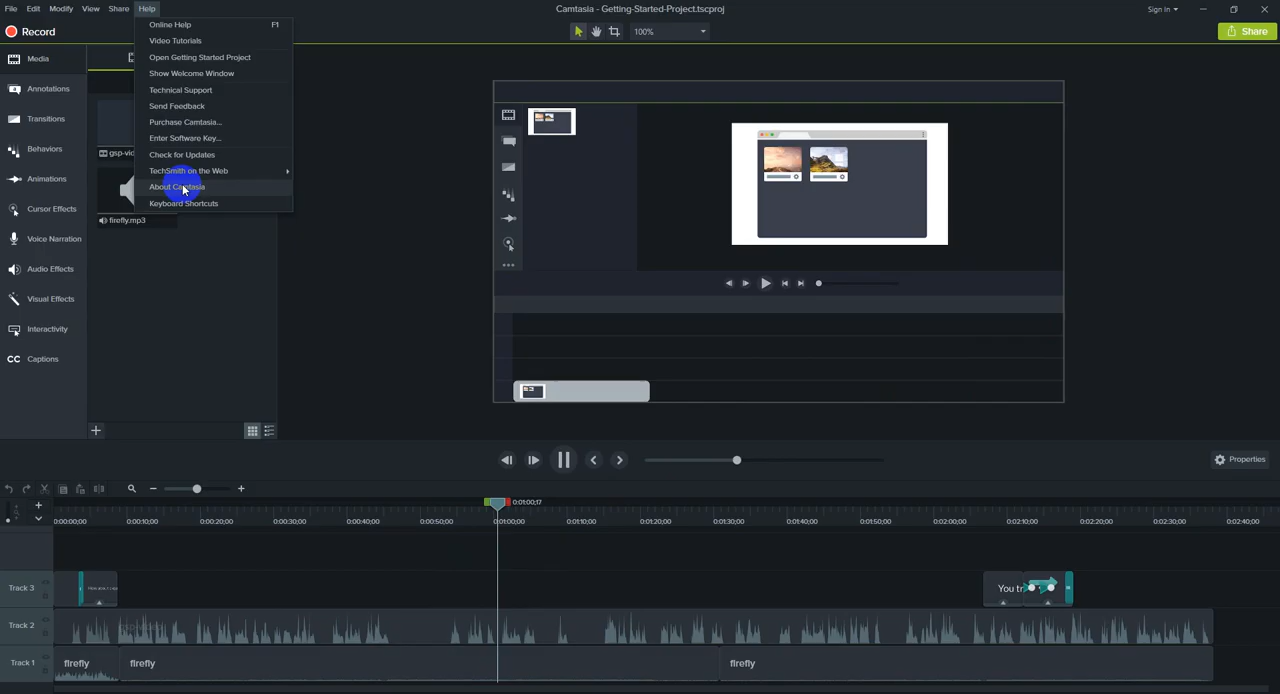 File Edit Modify View Share Help
Camtasia - Getting-Started-Project.tscproj
Sign in
Record
100%
Share
Online Help F1
Video Tutorials
Open Getting Started Project
Show Welcome Window
Technical Support
Send Feedback
Purchase Camtasia...
Enter Software Key...
Check for Updates
TechSmith on the Web
About Camtasia
Keyboard Shortcuts
Media
Annotations
Transitions
Behaviors
Animations
Cursor Effects
Voice Narration
Audio Effects
Visual Effects
Interactivity
CC Captions
gsp-vid
firefly.mp3
Properties
0:01:00;17
0:00:00;00 0:00:10;00 0:00:20;00 0:00:30;00 0:00:40;00 0:00:50;00 0:01:00;00 0:01:10;00 0:01:20;00 0:01:30;00 0:01:40;00 0:01:50;00 0:02:00;00 0:02:10;00 0:02:20;00 0:02:30;00 0:02:40;00
Track 3
You tr
Track 2
Track 1
firefly firefly firefly